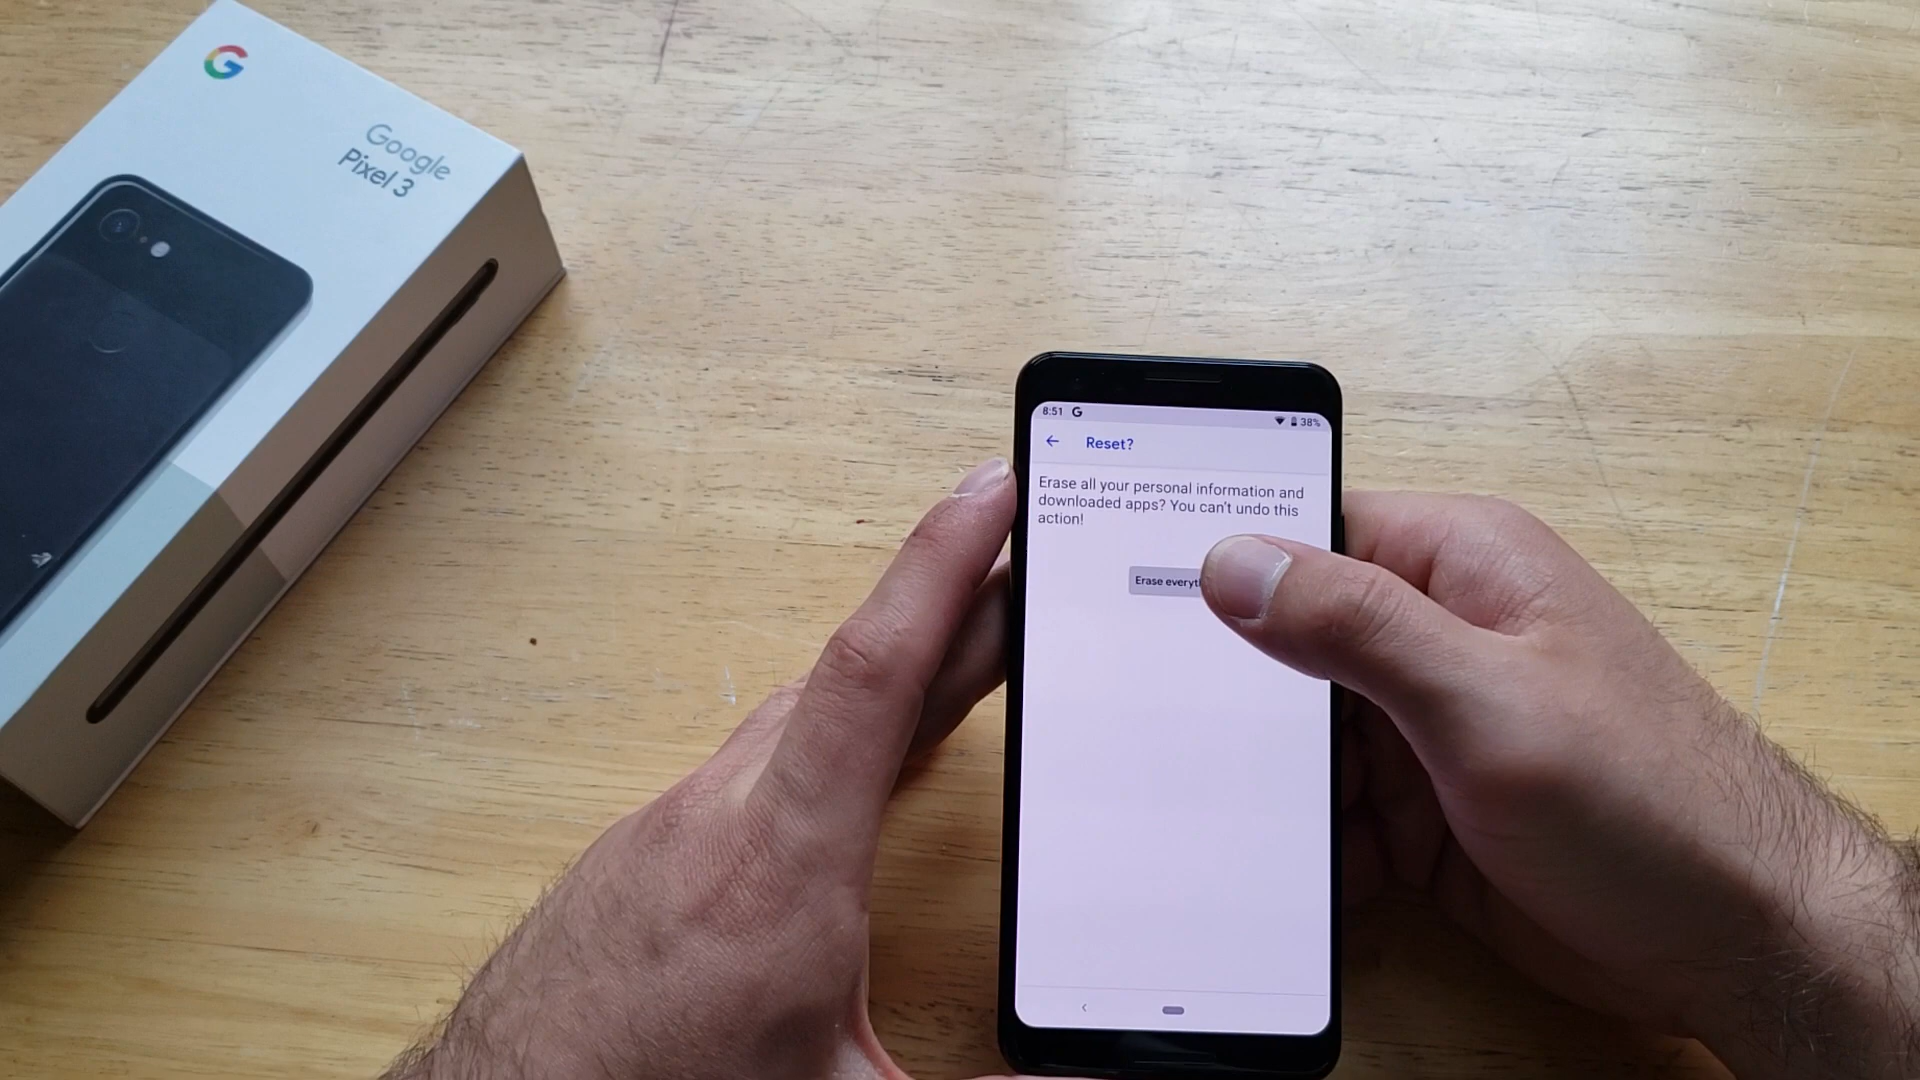 G
Google
Pixel 3
8:51 G
38%
Reset?
Erase all your personal information and
downloaded apps? You can't undo this
action!
Erase